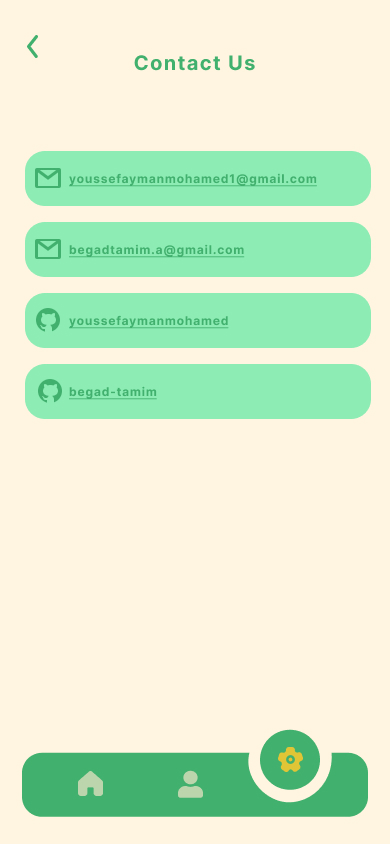 Contact Us
youssefaymanmohamed1@gmail.com
begadtamim.a@gmail.com
youssefaymanmohamed
begad-tamim